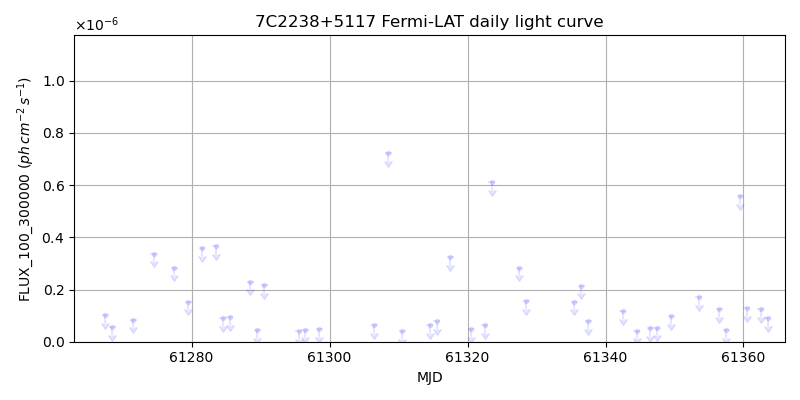 7C2238+5117 Fermi-LAT daily light curve
×10⁻⁶
FLUX_100_300000 (ph cm⁻² s⁻¹)
1.0
0.8
0.6
0.4
0.2
0.0
61280 61300 61320 61340 61360
MJD